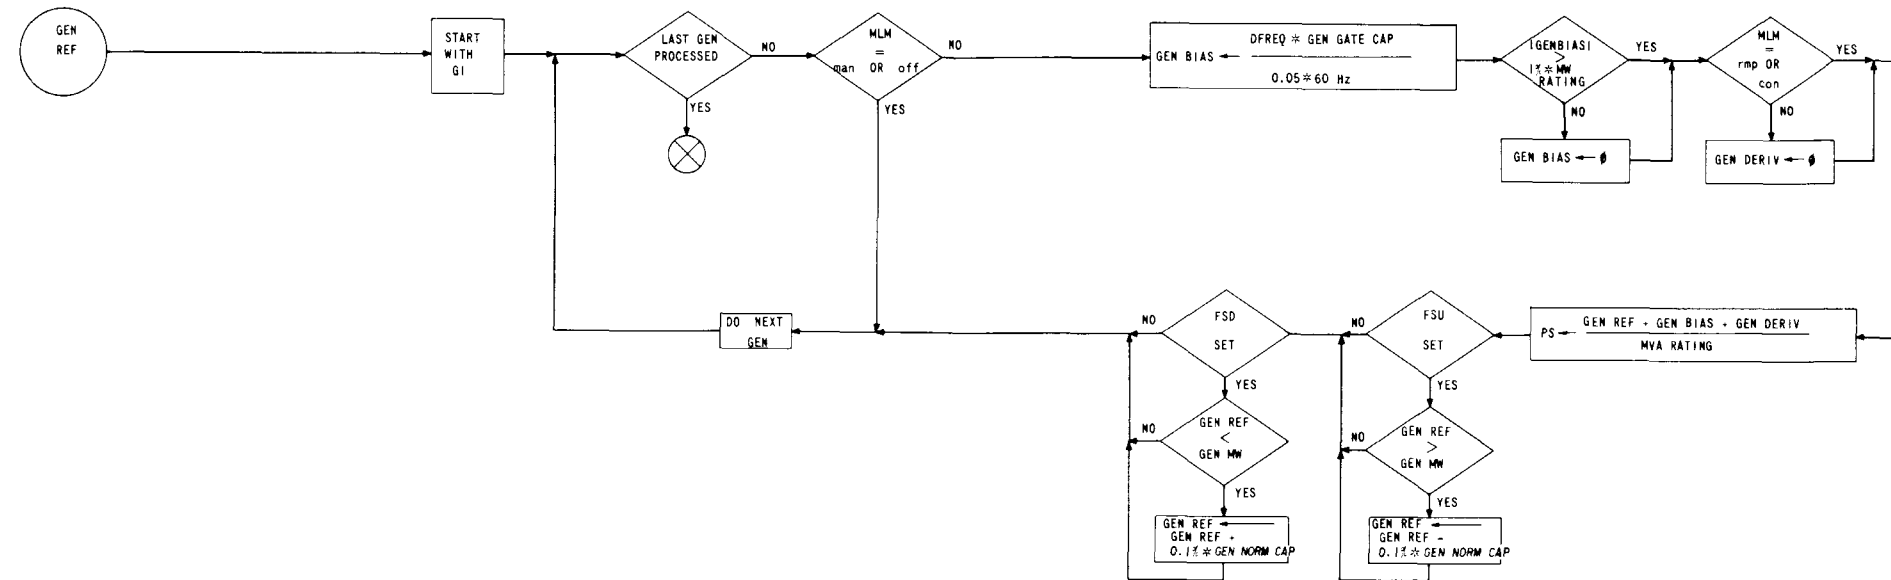 GEN
REF
START
WITH
G1
LAST GEN
PROCESSED
NO
YES
MLM
=
man OR off
NO
YES
GEN BIAS ← DFREQ * GEN GATE CAP
0.05*60 Hz
|GENBIAS|
>
1%*MW
RATING
YES
NO
GEN BIAS ← ϕ
MLM
=
rmp OR
con
YES
NO
GEN DERIV ← ϕ
PS ← GEN REF + GEN BIAS + GEN DERIV
MVA RATING
FSU
SET
NO
YES
GEN REF
>
GEN MW
NO
YES
GEN REF ←
GEN REF -
0.1%*GEN NORM CAP
FSD
SET
NO
YES
GEN REF
<
GEN MW
NO
YES
GEN REF ←
GEN REF +
0.1%*GEN NORM CAP
DO NEXT
GEN